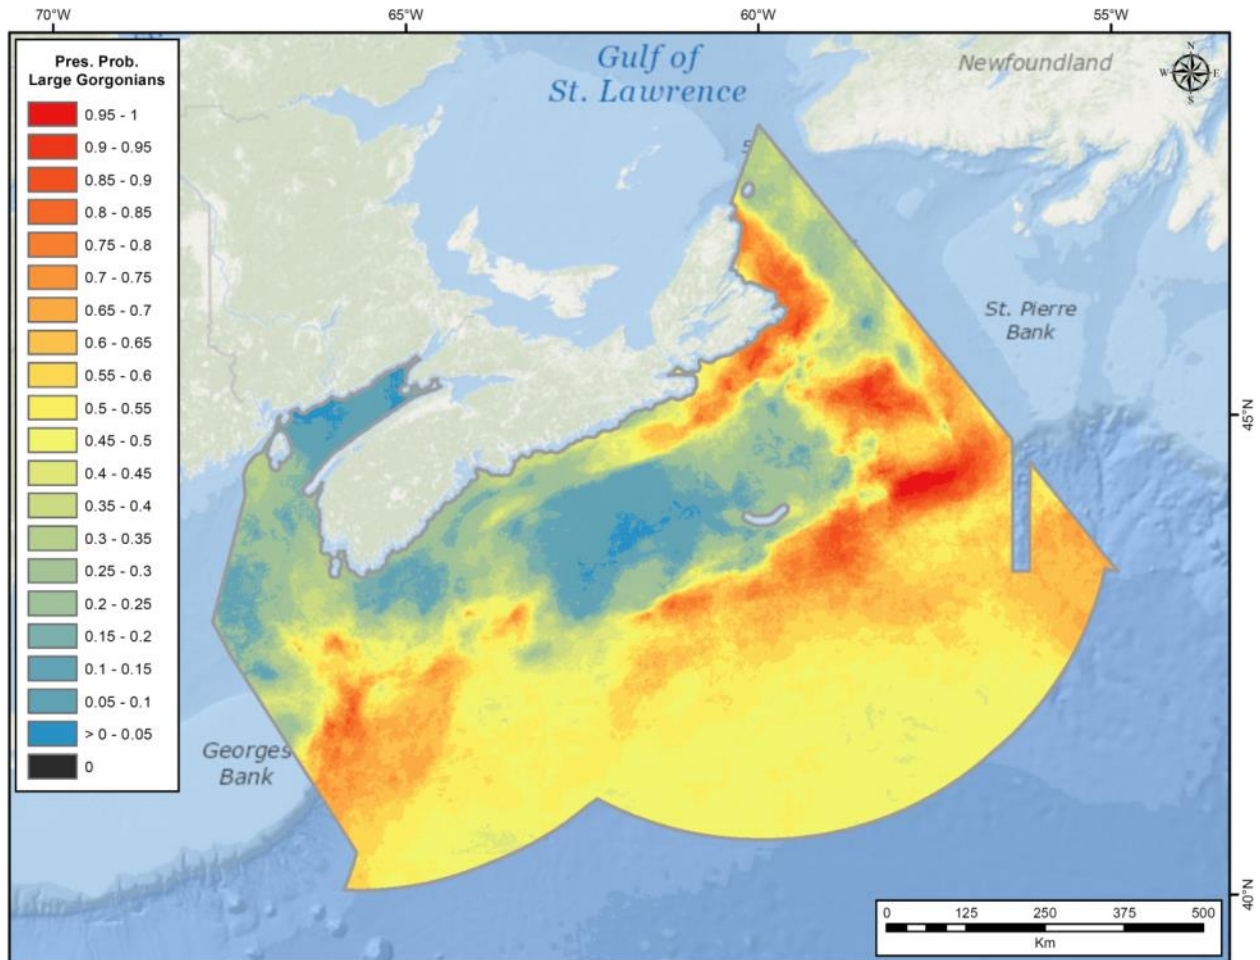 70°W
65°W
60°W
55°W
Pres. Prob.
Large Gorgonians
0.95 - 1
0.9 - 0.95
0.85 - 0.9
0.8 - 0.85
0.75 - 0.8
0.7 - 0.75
0.65 - 0.7
0.6 - 0.65
0.55 - 0.6
0.5 - 0.55
0.45 - 0.5
0.4 - 0.45
0.35 - 0.4
0.3 - 0.35
0.25 - 0.3
0.2 - 0.25
0.15 - 0.2
0.1 - 0.15
0.05 - 0.1
> 0 - 0.05
0
Gulf of
St. Lawrence
Newfoundland
N
W
E
S
St. Pierre
Bank
45°N
Georges
Bank
40°N
0
125
250
375
500
Km